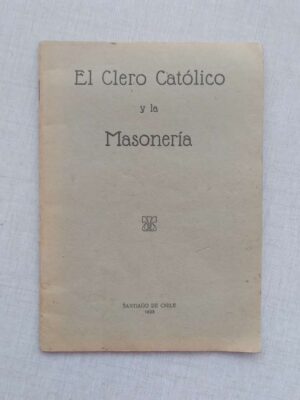 El Clero Católico
y la
Masonería
SANTIAGO DE CHILE